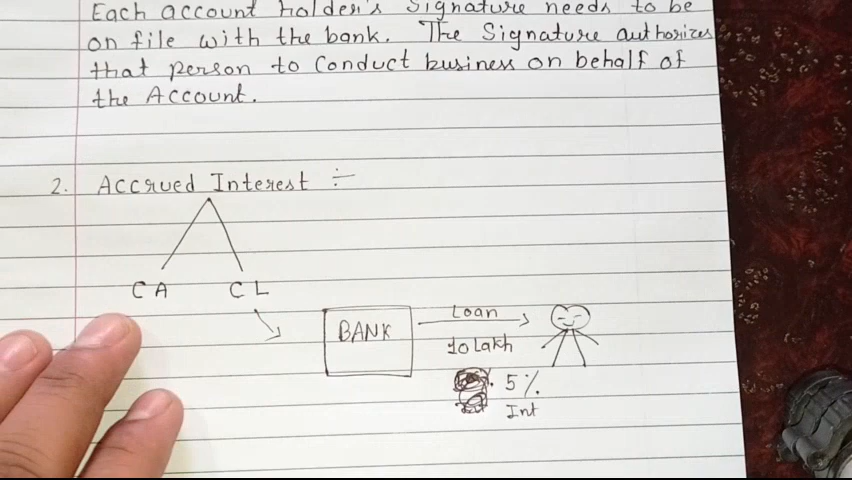 Each account holder's Signature needs to be
on file with the bank. The Signature authorizes
that person to Conduct business on behalf of
the Account.
2. Accrued Interest ÷
CA CL
BANK
Loan
10 Lakh
5%
Int